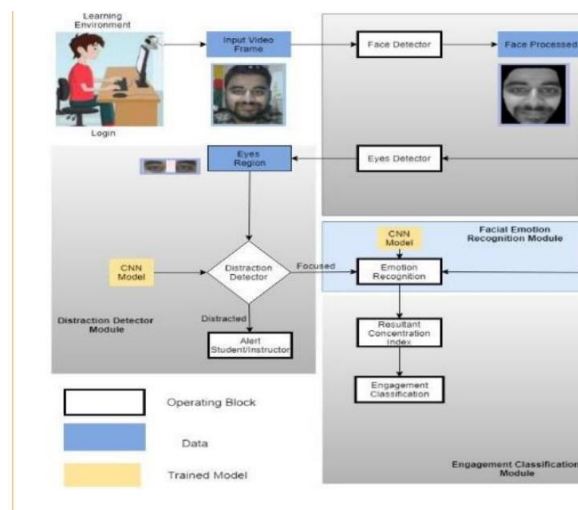 Learning
Environment
Input Video
Frame
Face Detector
Face Processed
Login
Eyes
Region
Eyes Detector
CNN
Model
Facial Emotion
Recognition Module
CNN
Model
Distraction
Detector
Focused
Emotion
Recognition
Distraction Detector
Module
Distracted
Alert
Student/Instructor
Resultant
Concentration
Index
Engagement
Classification
Operating Block
Data
Trained Model
Engagement Classification
Module